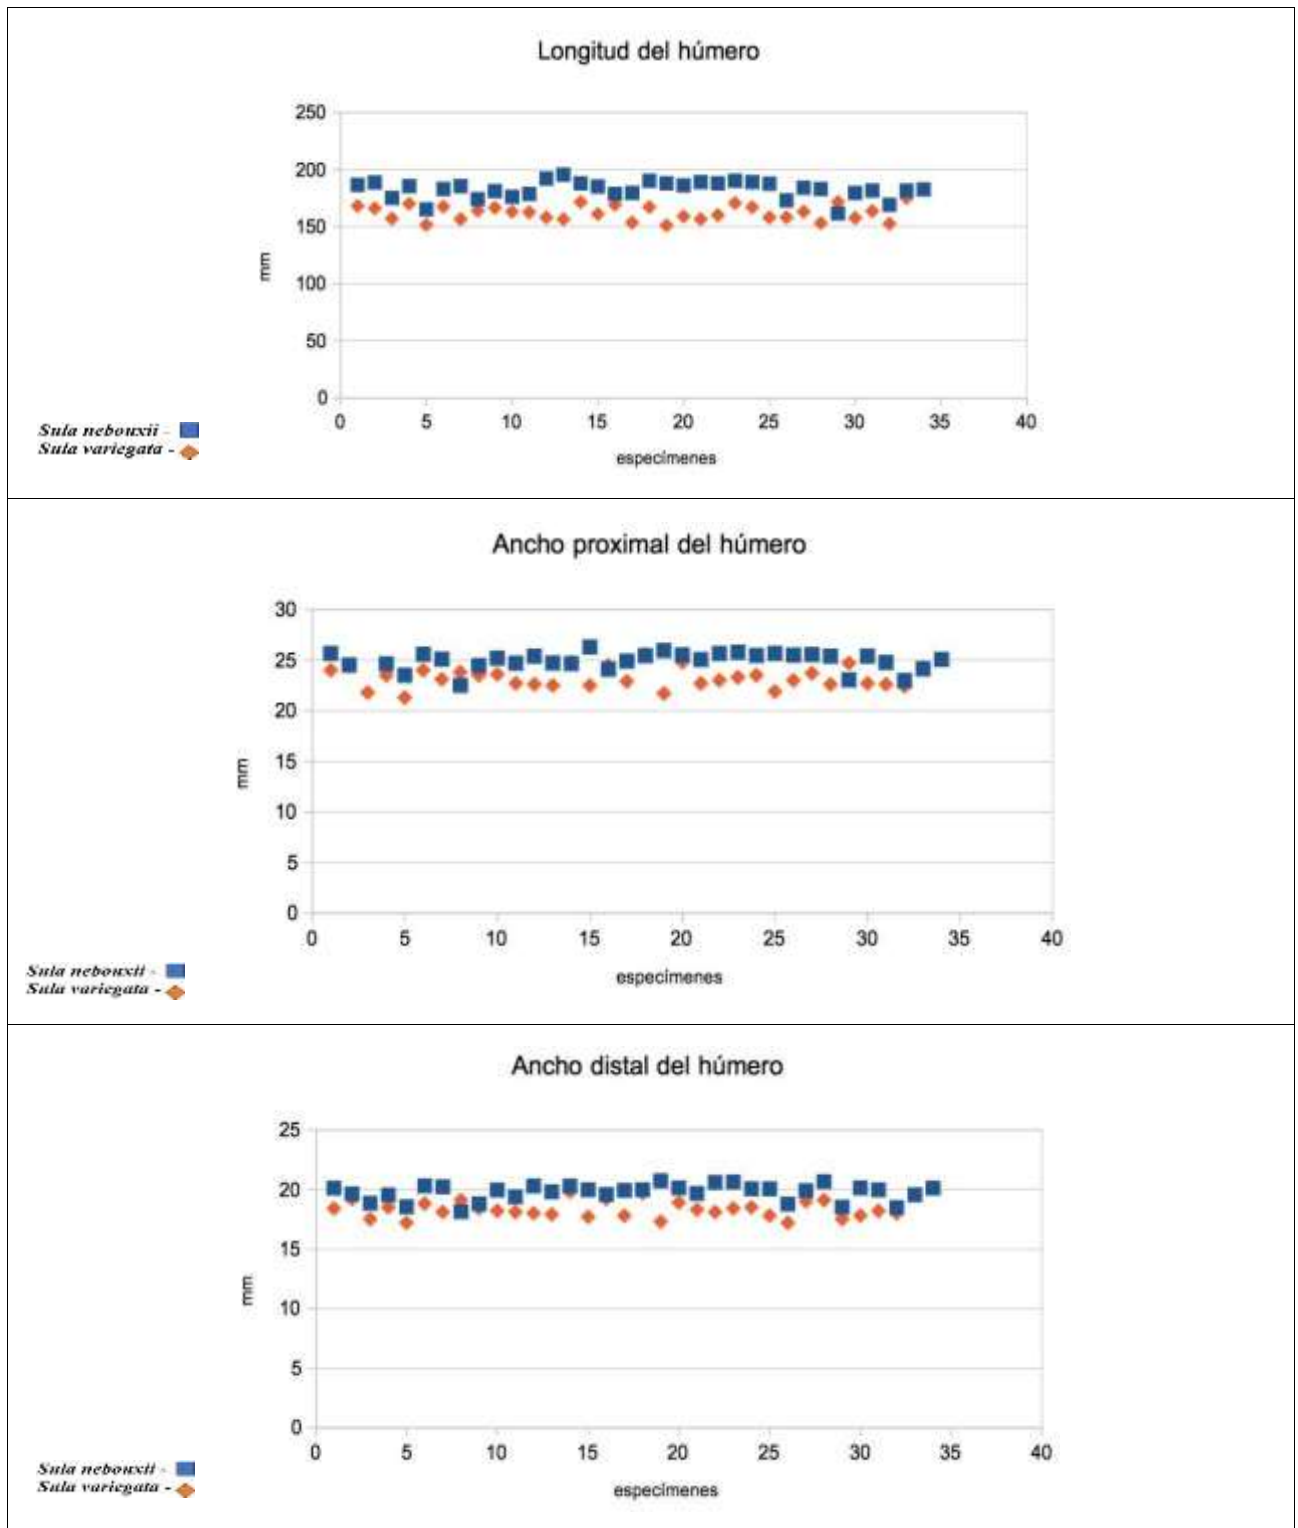 Longitud del húmero
250
200
150
100
50
0
mm
0 5 10 15 20 25 30 35 40
especímenes
Sula nebouxii -
Sula variegata -
Ancho proximal del húmero
30
25
20
15
10
5
0
mm
0 5 10 15 20 25 30 35 40
especímenes
Sula nebouxii -
Sula variegata -
Ancho distal del húmero
25
20
15
10
5
0
mm
0 5 10 15 20 25 30 35 40
especímenes
Sula nebouxii -
Sula variegata -